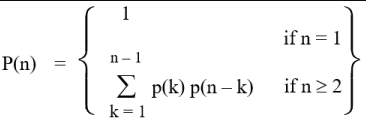 1
if n = 1
P(n) = { n – 1
∑ p(k) p(n – k) if n ≥ 2 }
k = 1